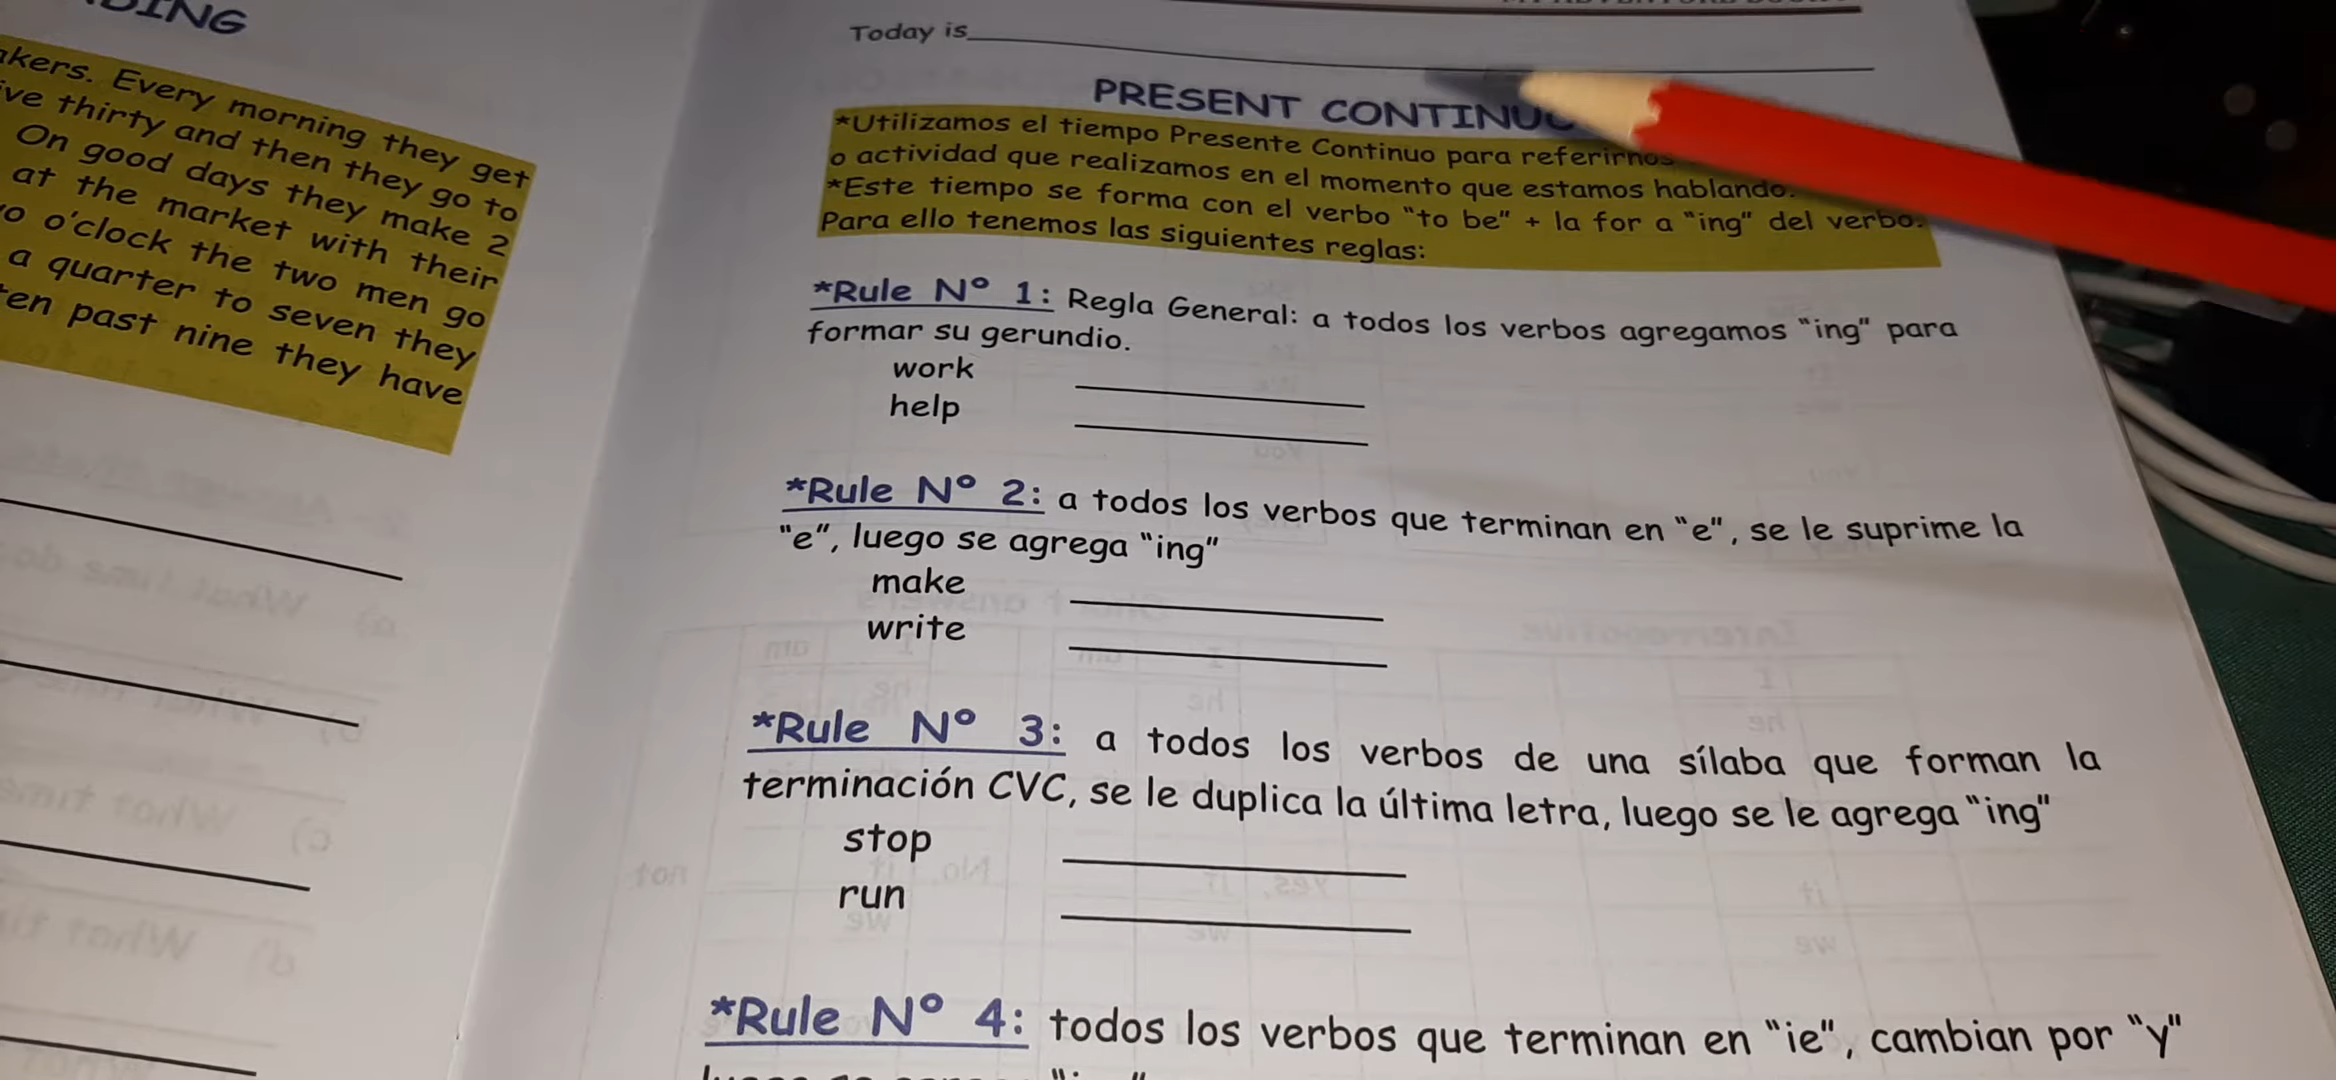 akers. Every morning they get
ve thirty and then they go to
On good days they make 2
at the market with their
o o'clock the two men go
a quarter to seven they
en past nine they have
Today is
PRESENT CONTINUO
*Utilizamos el tiempo Presente Continuo para referirnos
o actividad que realizamos en el momento que estamos hablando.
*Este tiempo se forma con el verbo "to be" + la for a "ing" del verbo.
Para ello tenemos las siguientes reglas:
*Rule Nº 1: Regla General: a todos los verbos agregamos "ing" para
formar su gerundio.
work
help
*Rule Nº 2: a todos los verbos que terminan en "e", se le suprime la
"e", luego se agrega "ing"
make
write
*Rule Nº 3: a todos los verbos de una sílaba que forman la
terminación CVC, se le duplica la última letra, luego se le agrega "ing"
stop
run
*Rule Nº 4: todos los verbos que terminan en "ie", cambian por "y"